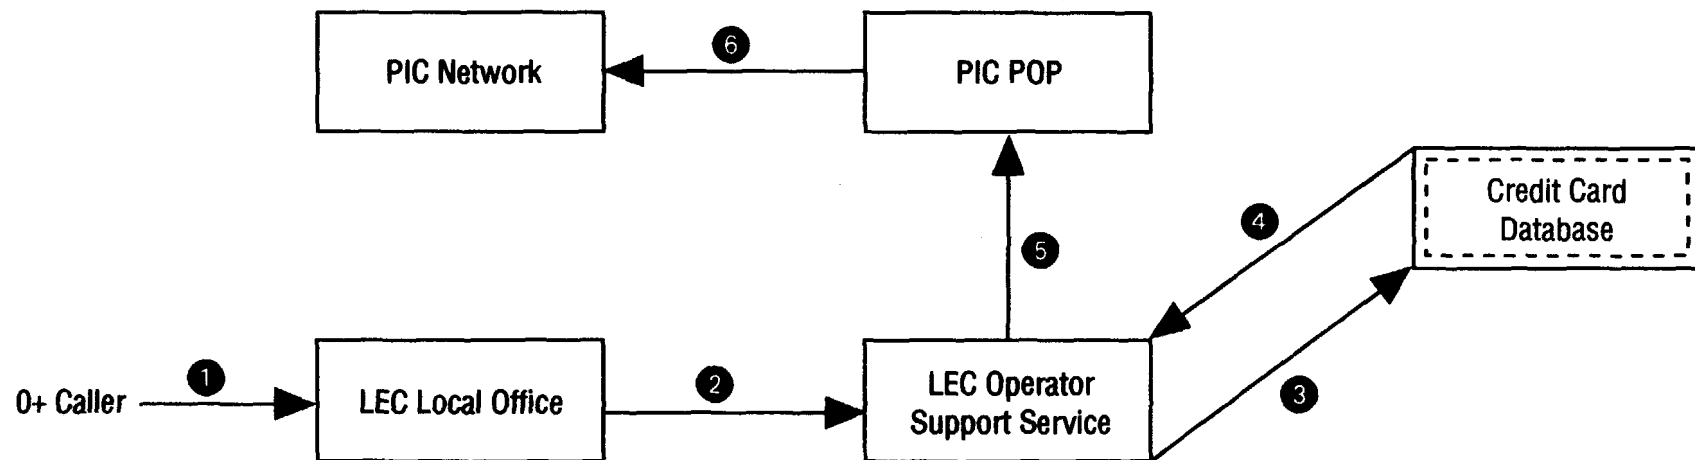 PIC Network
6
PIC POP
Credit Card
Database
4
5
3
0+ Caller
1
LEC Local Office
2
LEC Operator
Support Service